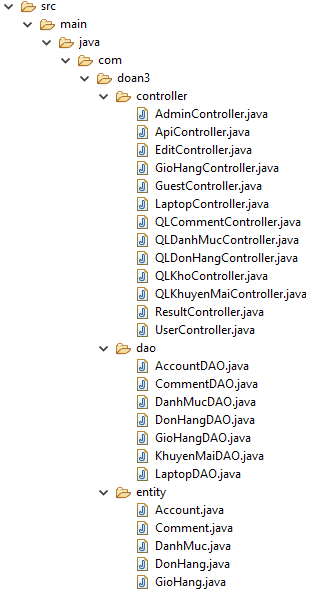 src
main
java
com
doan3
controller
AdminController.java
ApiController.java
EditController.java
GioHangController.java
GuestController.java
LaptopController.java
QLCommentController.java
QLDanhMucController.java
QLDonHangController.java
QLKhoController.java
QLKhuyenMaiController.java
ResultController.java
UserController.java
dao
AccountDAO.java
CommentDAO.java
DanhMucDAO.java
DonHangDAO.java
GioHangDAO.java
KhuyenMaiDAO.java
LaptopDAO.java
entity
Account.java
Comment.java
DanhMuc.java
DonHang.java
GioHang.java